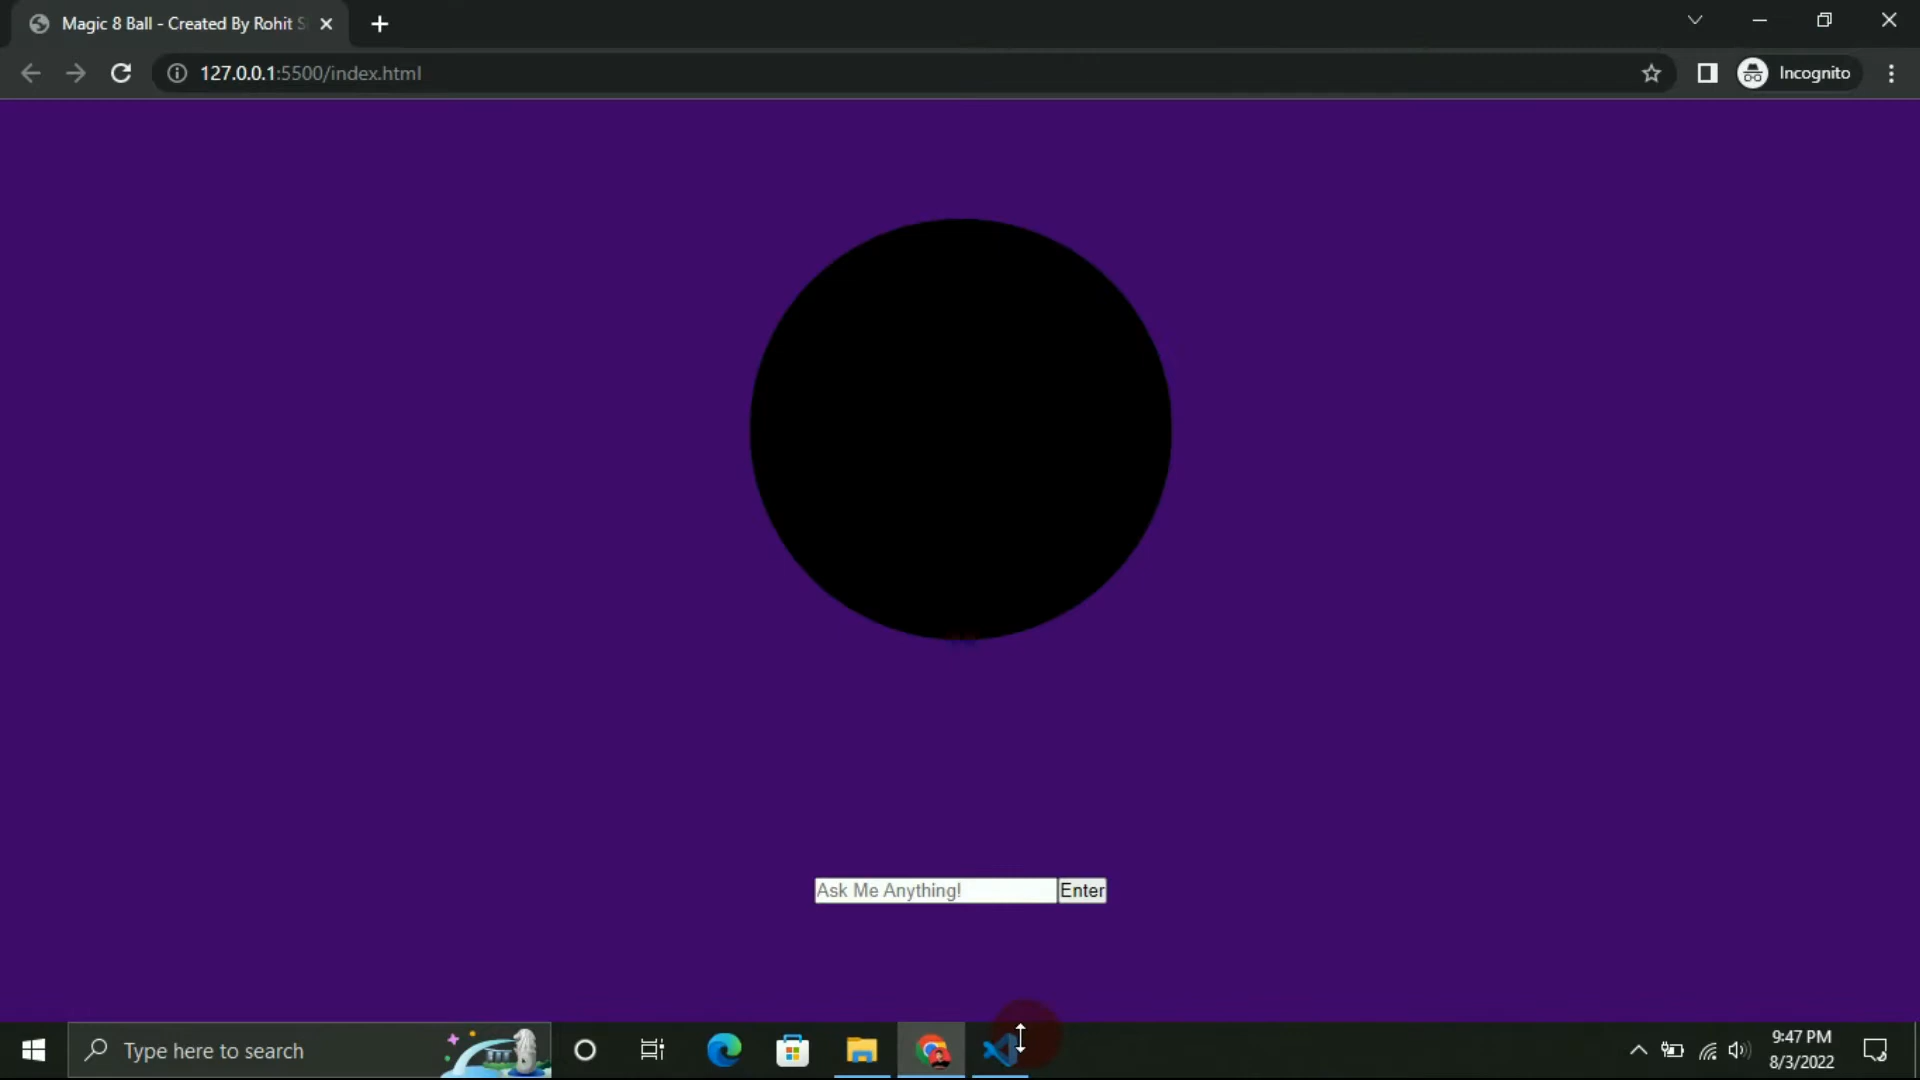 Magic 8 Ball - Created By Rohit
127.0.0.1:5500/index.html
Incognito
Ask Me Anything!
Enter
Type here to search
9:47 PM
8/3/2022